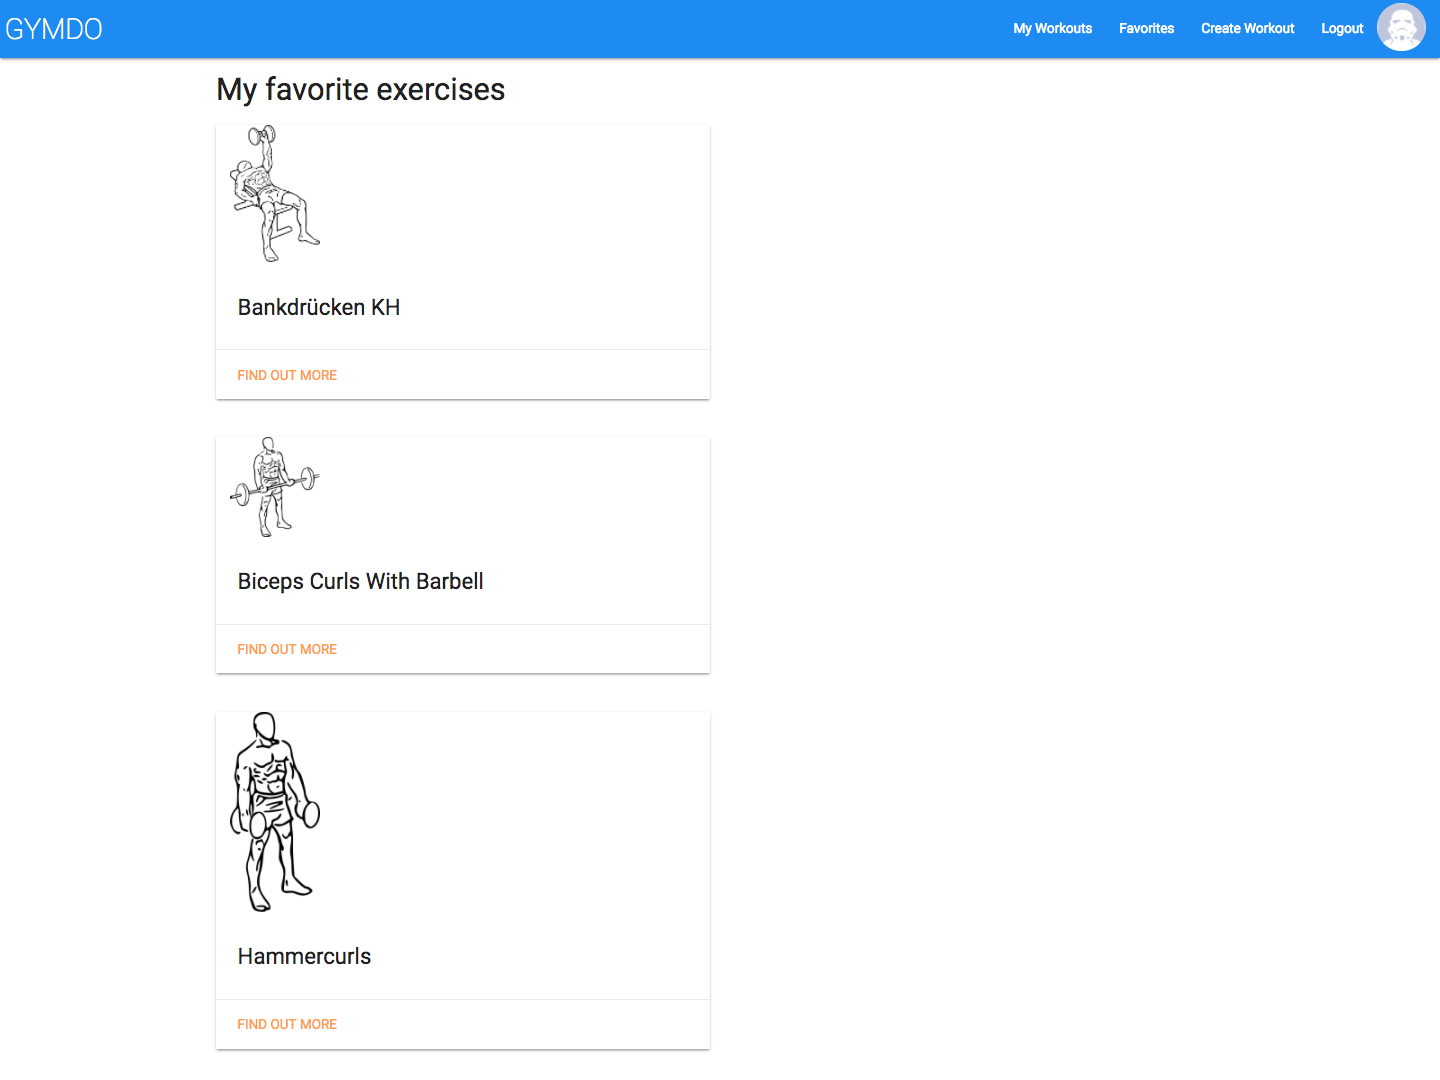 GYMDO
My Workouts
Favorites
Create Workout
Logout
My favorite exercises
Bankdrücken KH
FIND OUT MORE
Biceps Curls With Barbell
FIND OUT MORE
Hammercurls
FIND OUT MORE